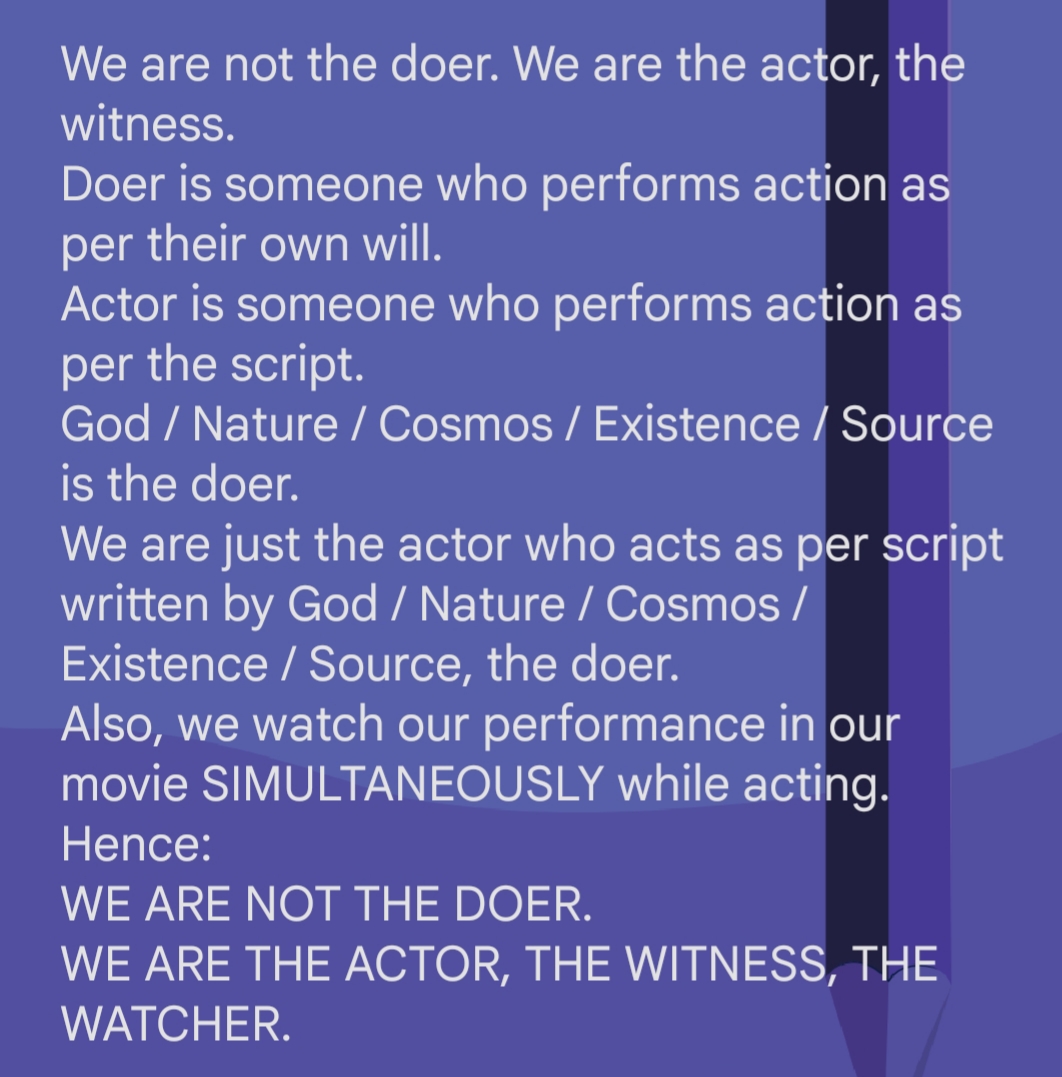 We are not the doer. We are the actor, the
witness.
Doer is someone who performs action as
per their own will.
Actor is someone who performs action as
per the script.
God / Nature / Cosmos / Existence / Source
is the doer.
We are just the actor who acts as per script
written by God / Nature / Cosmos /
Existence / Source, the doer.
Also, we watch our performance in our
movie SIMULTANEOUSLY while acting.
Hence:
WE ARE NOT THE DOER.
WE ARE THE ACTOR, THE WITNESS, THE
WATCHER.